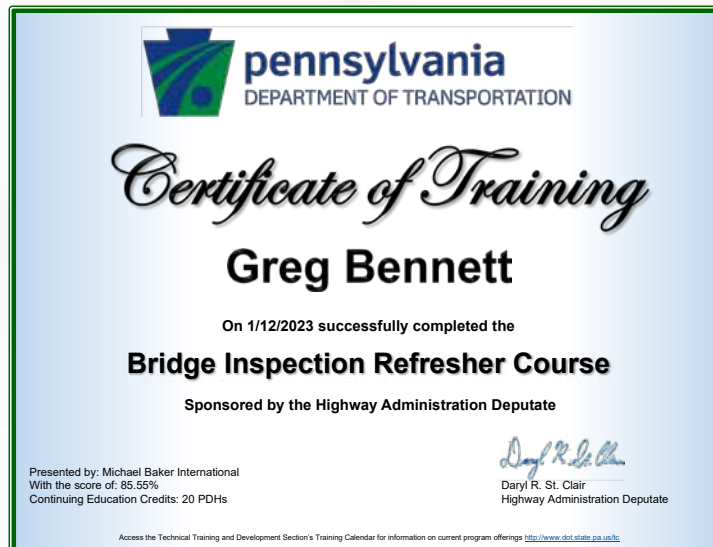 pennsylvania
DEPARTMENT OF TRANSPORTATION
Certificate of Training
Greg Bennett
On 1/12/2023 successfully completed the
Bridge Inspection Refresher Course
Sponsored by the Highway Administration Deputate
Daryl R. St. Clair
Presented by: Michael Baker International
With the score of: 85.55%
Continuing Education Credits: 20 PDHs
Daryl R. St. Clair
Highway Administration Deputate
Access the Technical Training and Development Section's Training Calendar for information on current program offerings http://www.dot.state.pa.us/tc